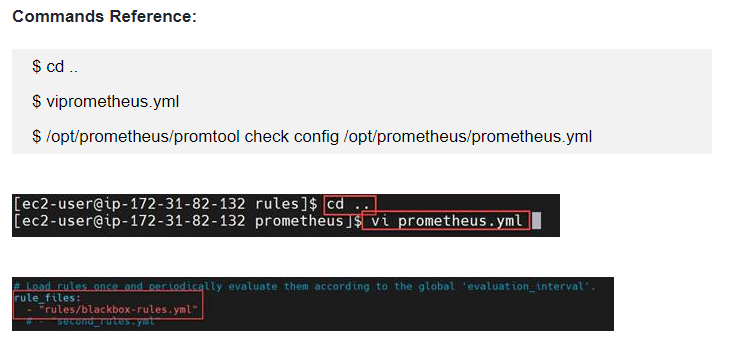 Commands Reference:
$ cd ..
$ viprometheus.yml
$ /opt/prometheus/promtool check config /opt/prometheus/prometheus.yml
[ec2-user@ip-172-31-82-132 rules]$ cd ..
[ec2-user@ip-172-31-82-132 prometheus]$ vi prometheus.yml
# Load rules once and periodically evaluate them according to the global 'evaluation_interval'.
rule_files:
- "rules/blackbox-rules.yml"
# - "second_rules.yml"